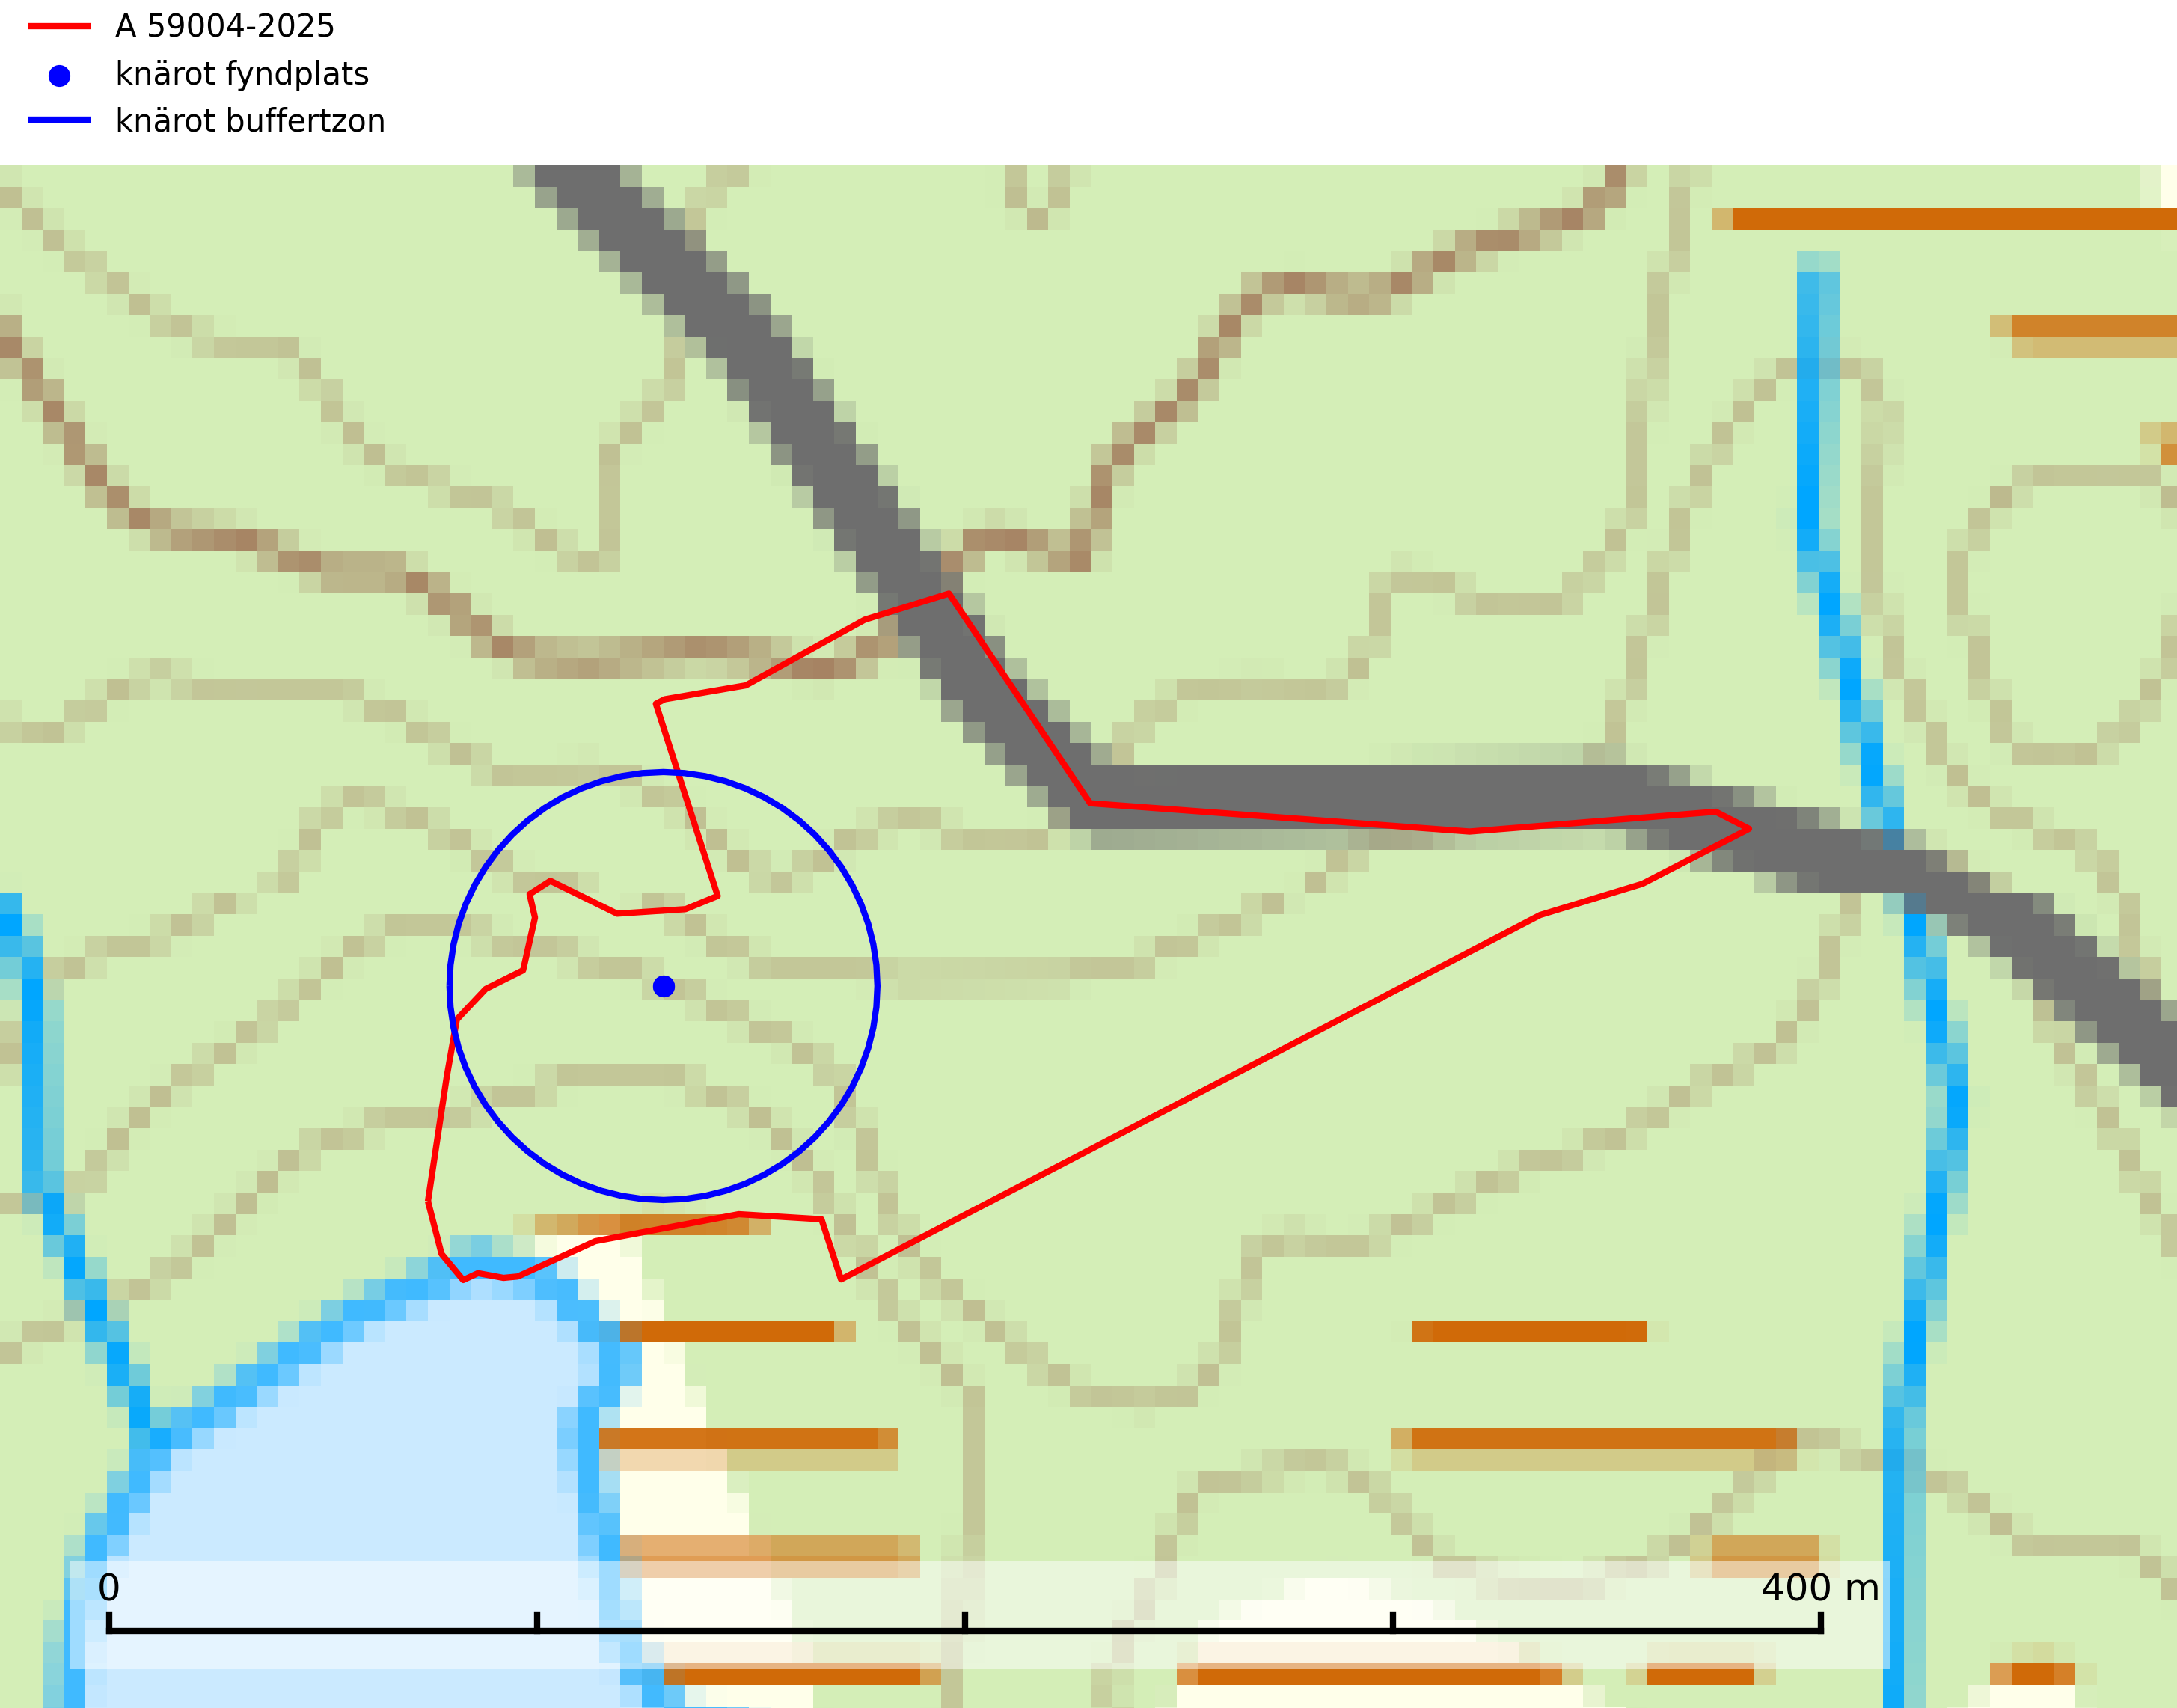 A 59004-2025
knärot fyndplats
knärot buffertzon
0 400 m